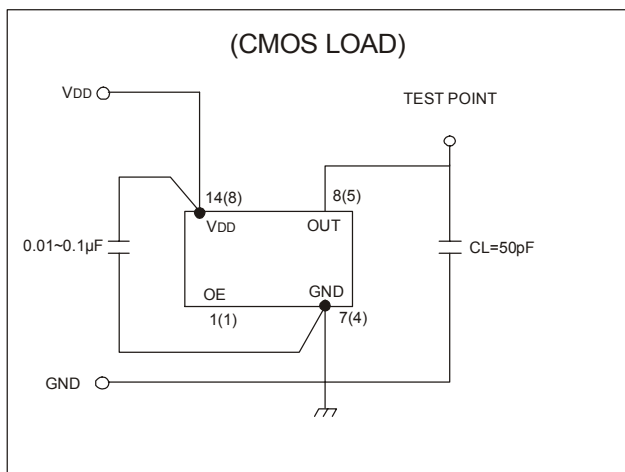 (CMOS LOAD)
VDD
TEST POINT
14(8)
8(5)
VDD
OUT
0.01~0.1µF
CL=50pF
OE
GND
1(1)
7(4)
GND